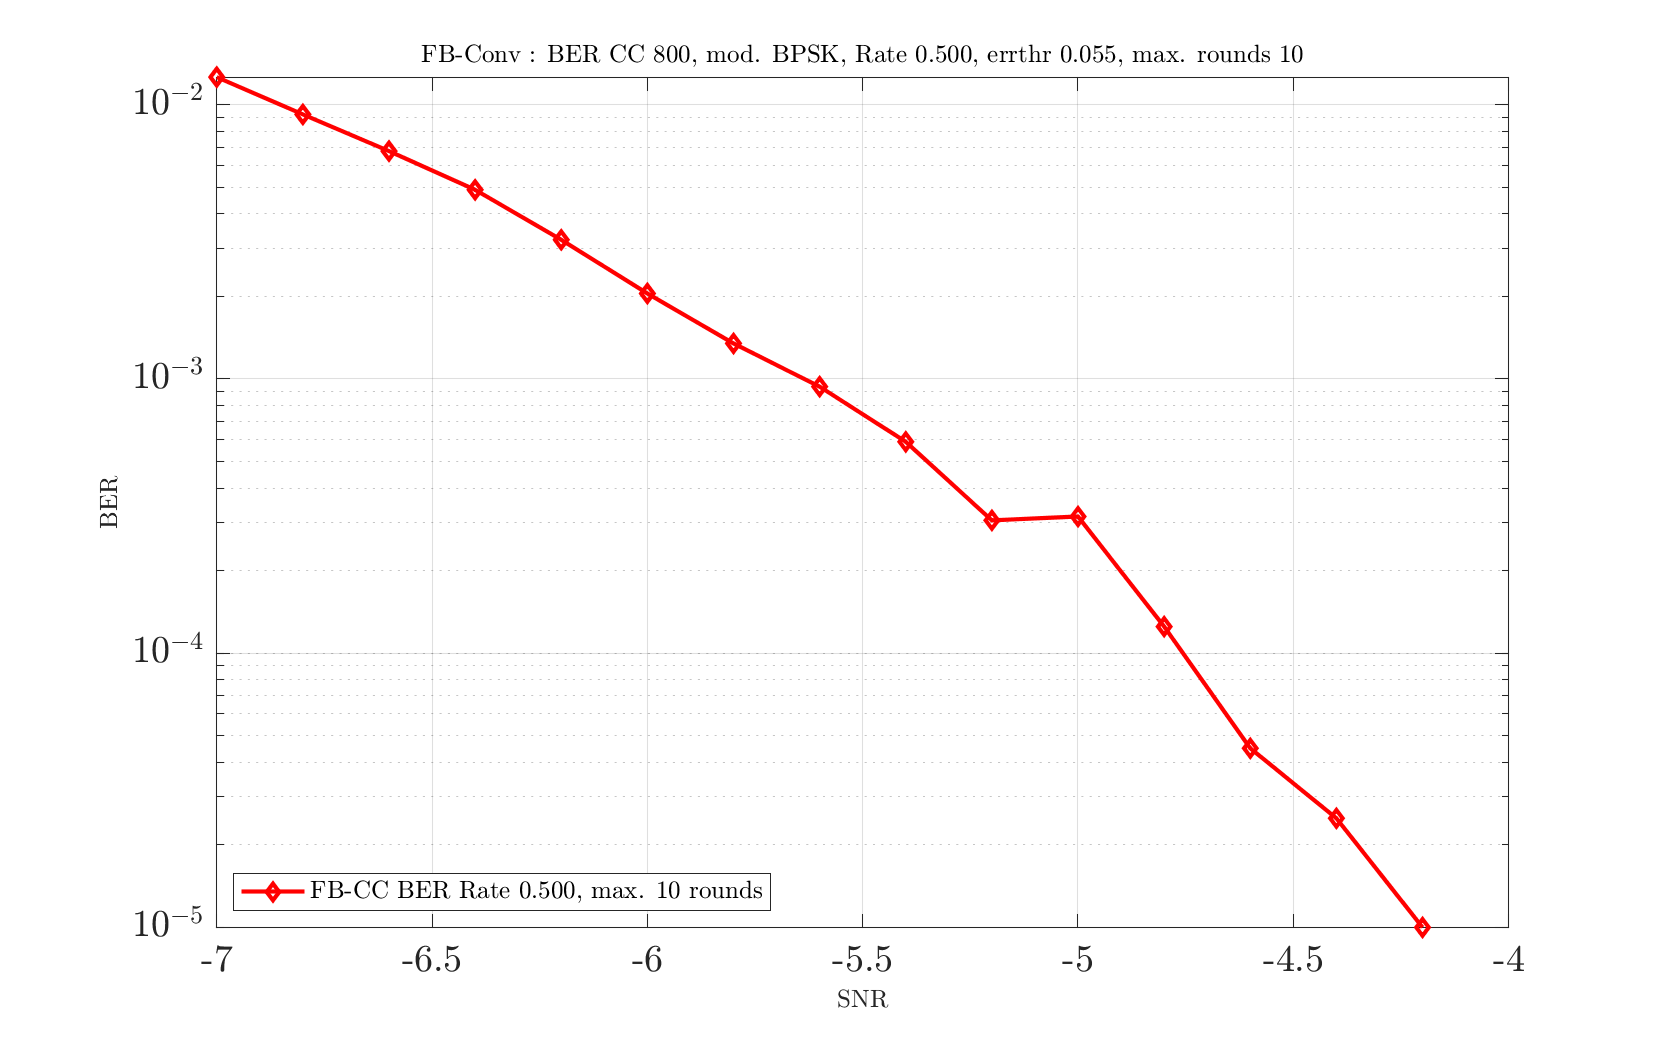 FB-Conv : BER CC 800, mod. BPSK, Rate 0.500, errthr 0.055, max. rounds 10
10^{-2}
10^{-3}
BER
10^{-4}
FB-CC BER Rate 0.500, max. 10 rounds
10^{-5}
-7 -6.5 -6 -5.5 -5 -4.5 -4
SNR